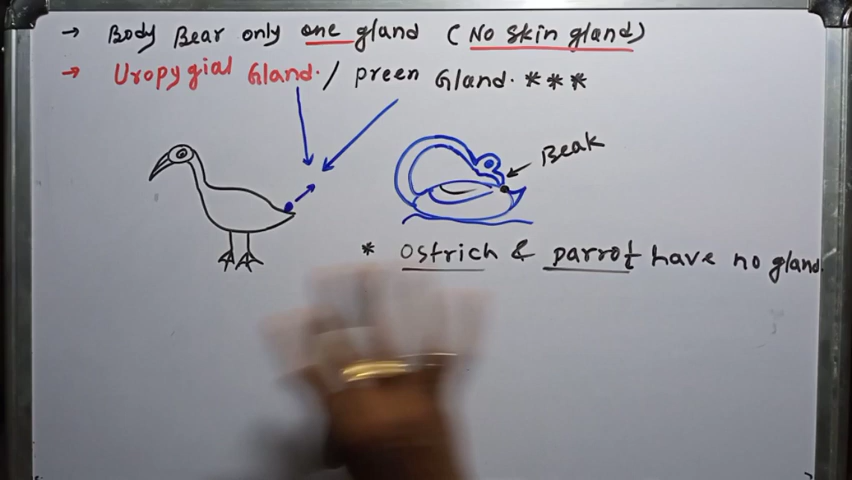 → Body Bear only one gland (No skin gland)
→ Uropygial Gland./ preen Gland. ***
Beak
* Ostrich & parrot have no gland.